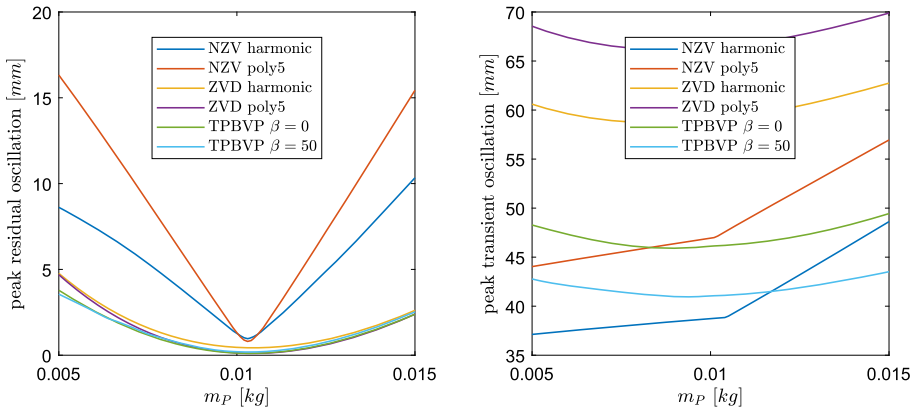 peak residual oscillation [mm]
20
15
10
5
0
NZV harmonic
NZV poly5
ZVD harmonic
ZVD poly5
TPBVP β = 0
TPBVP β = 50
0.005
0.01
0.015
m_P [kg]
peak transient oscillation [mm]
70
65
60
55
50
45
40
35
NZV harmonic
NZV poly5
ZVD harmonic
ZVD poly5
TPBVP β = 0
TPBVP β = 50
0.005
0.01
0.015
m_P [kg]